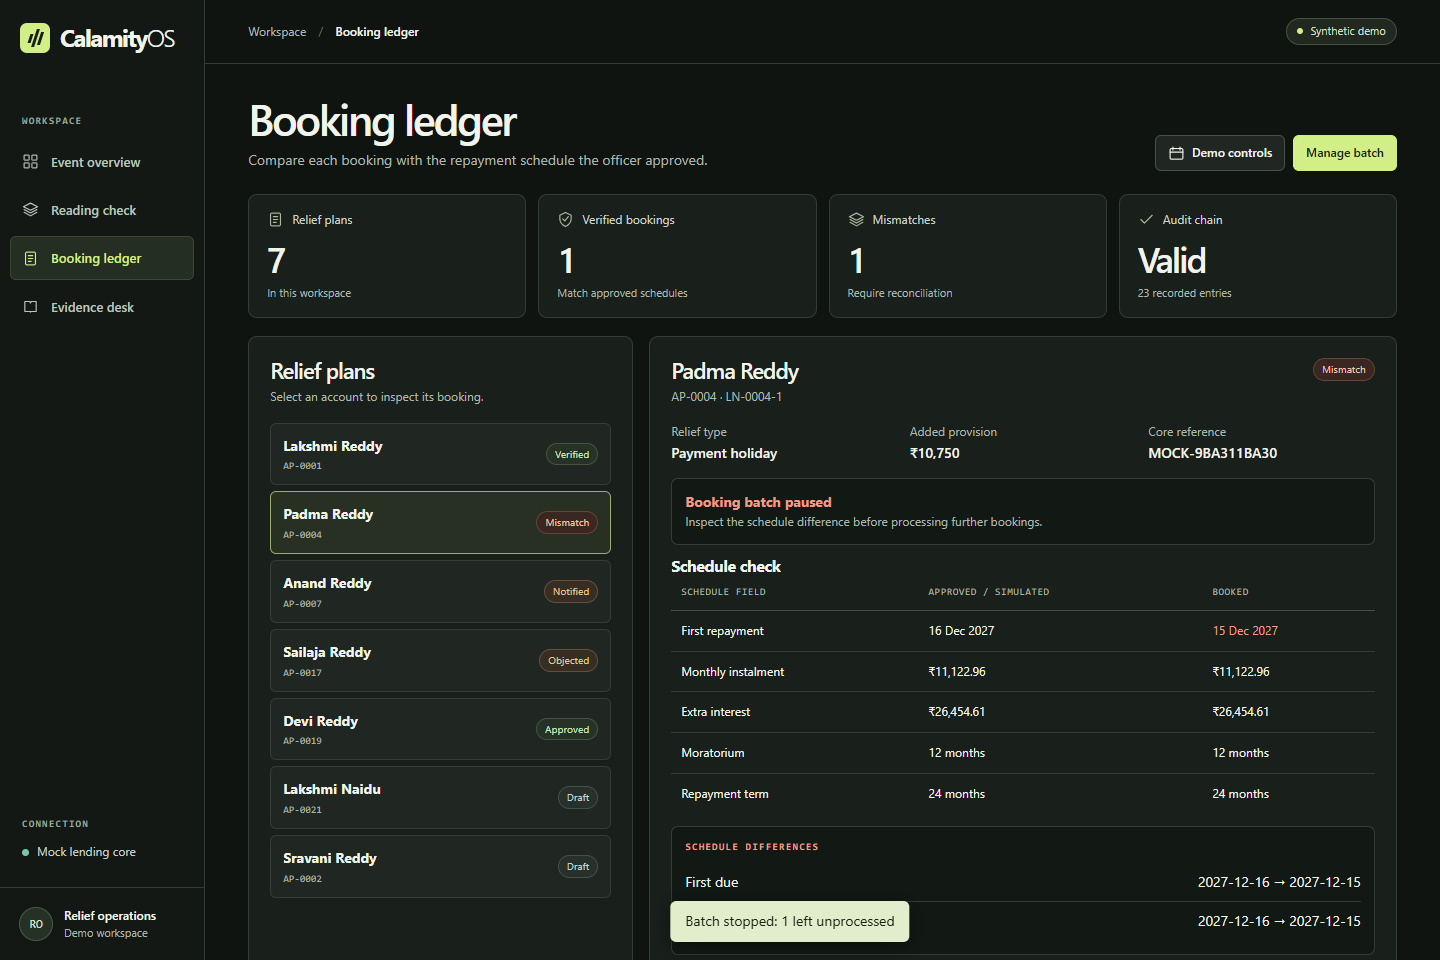 CalamityOS
WORKSPACE
Event overview
Reading check
Booking ledger
Evidence desk
CONNECTION
Mock lending core
RO
Relief operations
Demo workspace
Workspace / Booking ledger
Synthetic demo
Booking ledger
Compare each booking with the repayment schedule the officer approved.
Demo controls
Manage batch
Relief plans
7
In this workspace
Verified bookings
1
Match approved schedules
Mismatches
1
Require reconciliation
Audit chain
Valid
23 recorded entries
Relief plans
Select an account to inspect its booking.
Lakshmi Reddy
AP-0001
Verified
Padma Reddy
AP-0004
Mismatch
Anand Reddy
AP-0007
Notified
Sailaja Reddy
AP-0017
Objected
Devi Reddy
AP-0019
Approved
Lakshmi Naidu
AP-0021
Draft
Sravani Reddy
AP-0002
Draft
Padma Reddy
AP-0004 · LN-0004-1
Mismatch
Relief type
Payment holiday
Added provision
₹10,750
Core reference
MOCK-9BA311BA30
Booking batch paused
Inspect the schedule difference before processing further bookings.
Schedule check
SCHEDULE FIELD APPROVED / SIMULATED BOOKED
First repayment 16 Dec 2027 15 Dec 2027
Monthly instalment ₹11,122.96 ₹11,122.96
Extra interest ₹26,454.61 ₹26,454.61
Moratorium 12 months 12 months
Repayment term 24 months 24 months
SCHEDULE DIFFERENCES
First due 2027-12-16 → 2027-12-15
2027-12-16 → 2027-12-15
Batch stopped: 1 left unprocessed